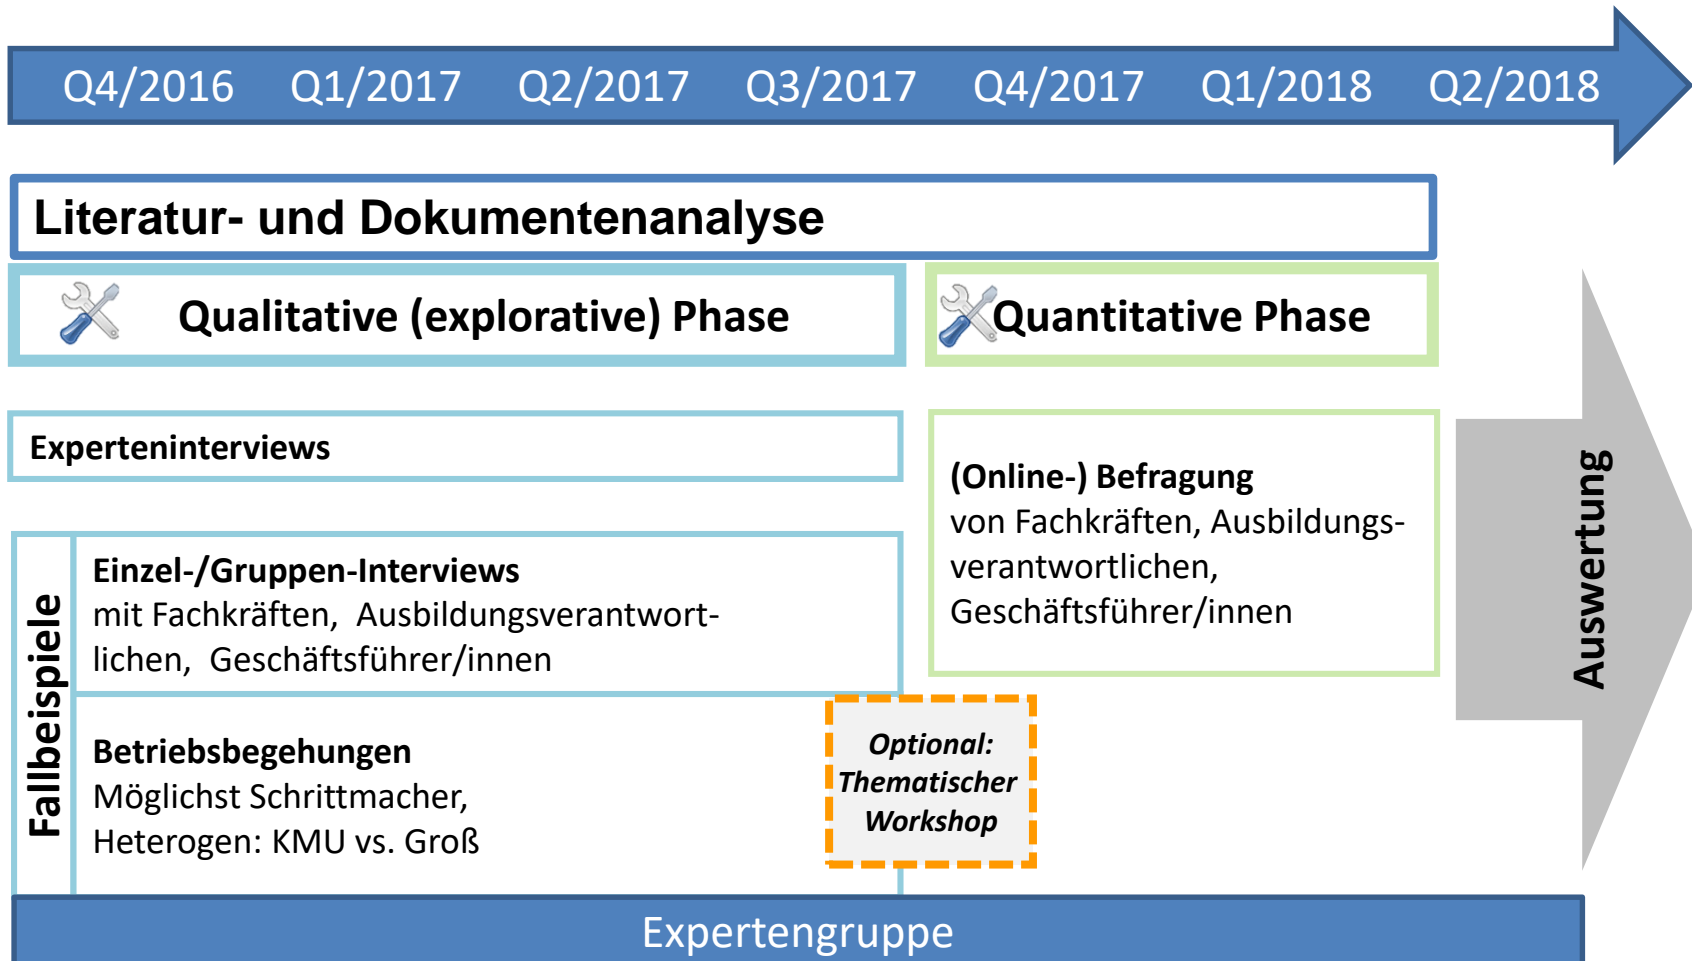 Q4/2016 Q1/2017 Q2/2017 Q3/2017 Q4/2017 Q1/2018 Q2/2018
Literatur- und Dokumentenanalyse
Qualitative (explorative) Phase
Quantitative Phase
Experteninterviews
(Online-) Befragung
von Fachkräften, Ausbildungs-
verantwortlichen,
Geschäftsführer/innen
Fallbeispiele
Einzel-/Gruppen-Interviews
mit Fachkräften, Ausbildungsverantwort-
lichen, Geschäftsführer/innen
Betriebsbegehungen
Möglichst Schrittmacher,
Heterogen: KMU vs. Groß
Optional:
Thematischer
Workshop
Auswertung
Expertengruppe